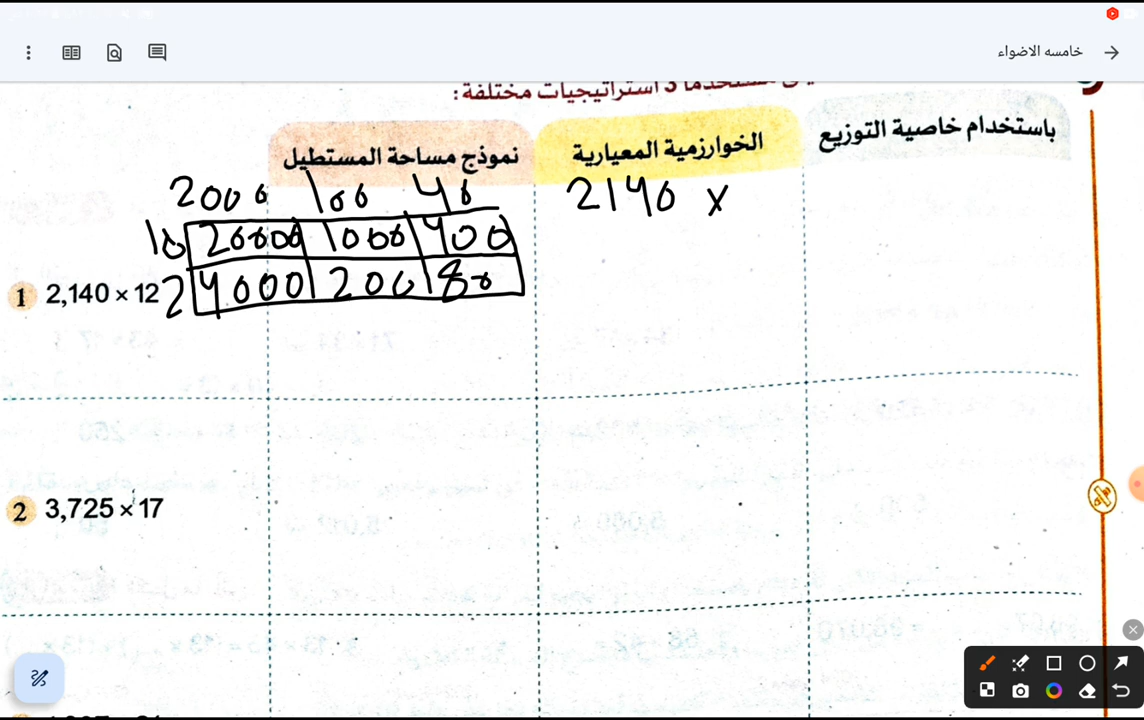 خامسه الاضواء
3 استراتيجيات مختلفة:
باستخدام خاصية التوزيع
الخوارزمية المعيارية
نموذج مساحة المستطيل
2000 100 40
2140 ×
10 20000 1000 400
2 4000 200 80
1 2,140 × 12
2 3,725 × 17